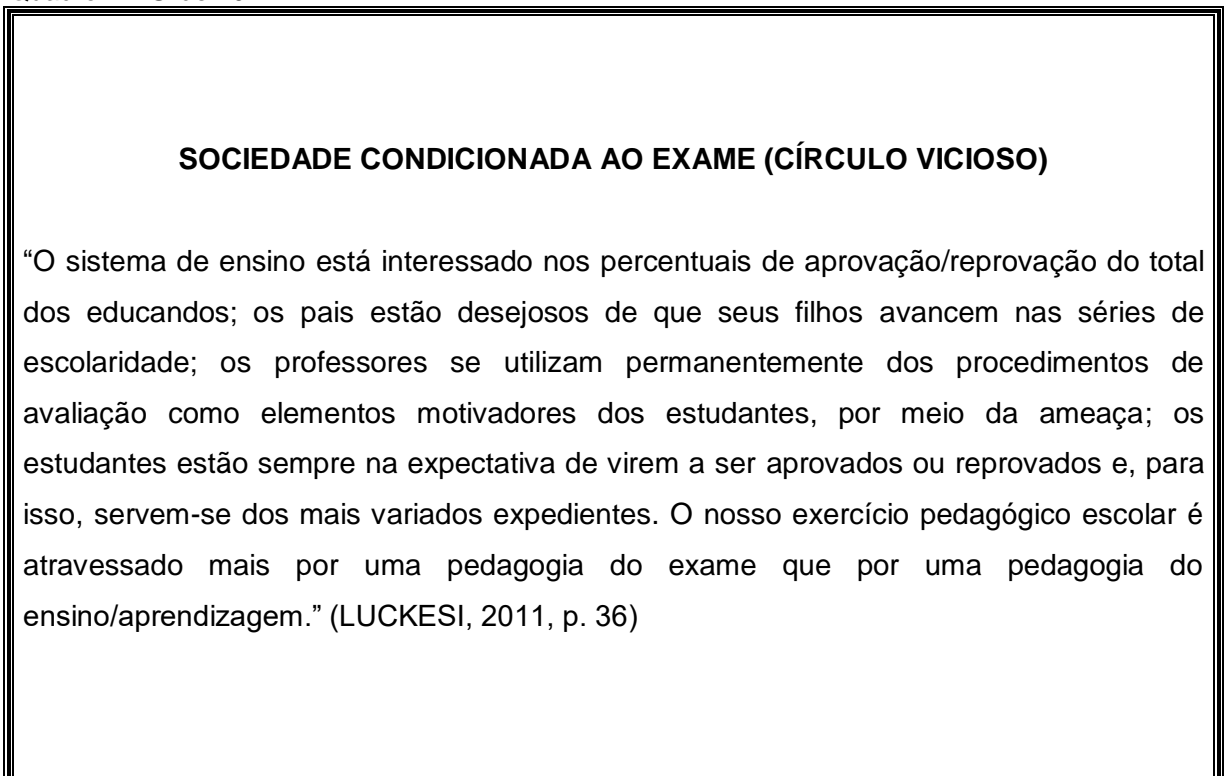 SOCIEDADE CONDICIONADA AO EXAME (CÍRCULO VICIOSO)
“O sistema de ensino está interessado nos percentuais de aprovação/reprovação do total
dos educandos; os pais estão desejosos de que seus filhos avancem nas séries de
escolaridade; os professores se utilizam permanentemente dos procedimentos de
avaliação como elementos motivadores dos estudantes, por meio da ameaça; os
estudantes estão sempre na expectativa de virem a ser aprovados ou reprovados e, para
isso, servem-se dos mais variados expedientes. O nosso exercício pedagógico escolar é
atravessado mais por uma pedagogia do exame que por uma pedagogia do
ensino/aprendizagem.” (LUCKESI, 2011, p. 36)